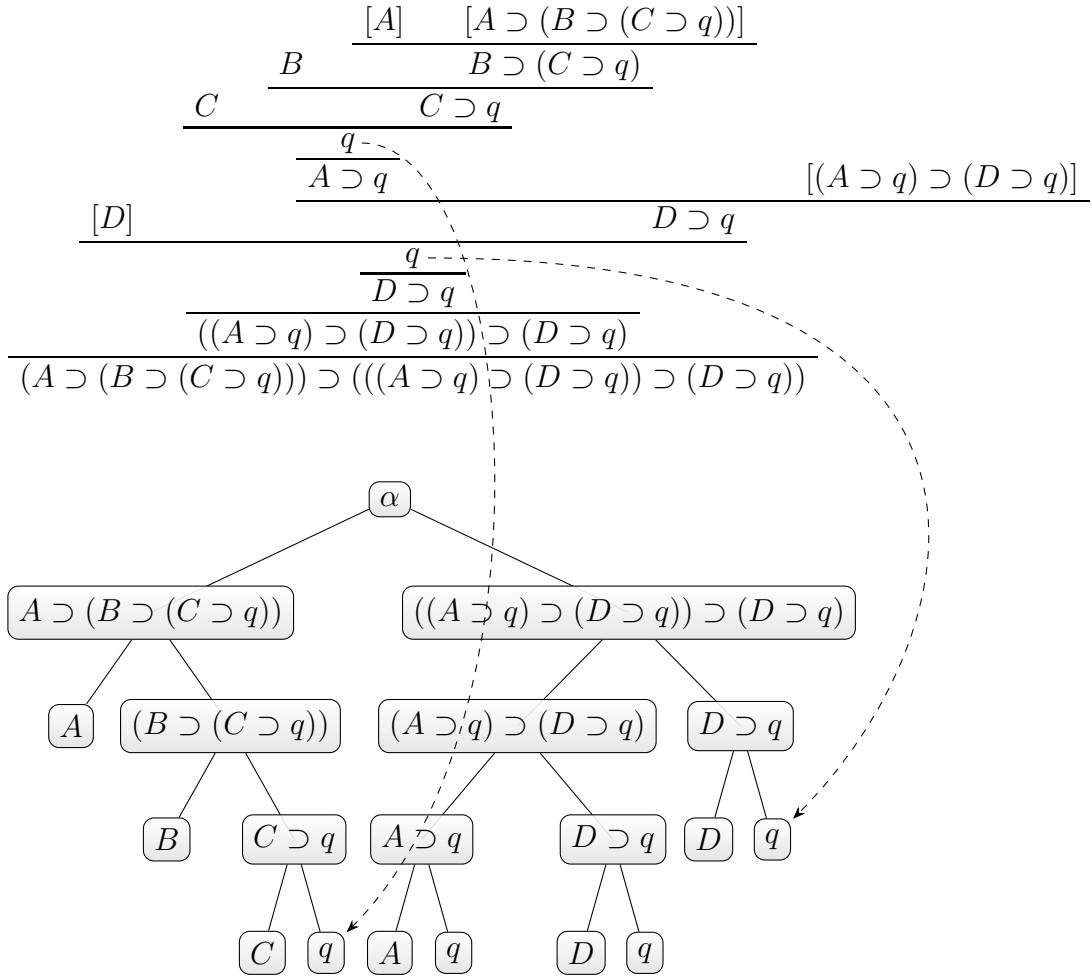 [A] [A ⊃ (B ⊃ (C ⊃ q))]
B B ⊃ (C ⊃ q)
C C ⊃ q
q
A ⊃ q [(A ⊃ q) ⊃ (D ⊃ q)]
[D] D ⊃ q
q
D ⊃ q
((A ⊃ q) ⊃ (D ⊃ q)) ⊃ (D ⊃ q)
(A ⊃ (B ⊃ (C ⊃ q))) ⊃ (((A ⊃ q) ⊃ (D ⊃ q)) ⊃ (D ⊃ q))
α
A ⊃ (B ⊃ (C ⊃ q)) ((A ⊃ q) ⊃ (D ⊃ q)) ⊃ (D ⊃ q)
A (B ⊃ (C ⊃ q)) (A ⊃ q) ⊃ (D ⊃ q) D ⊃ q
B C ⊃ q A ⊃ q D ⊃ q D q
C q A q D q